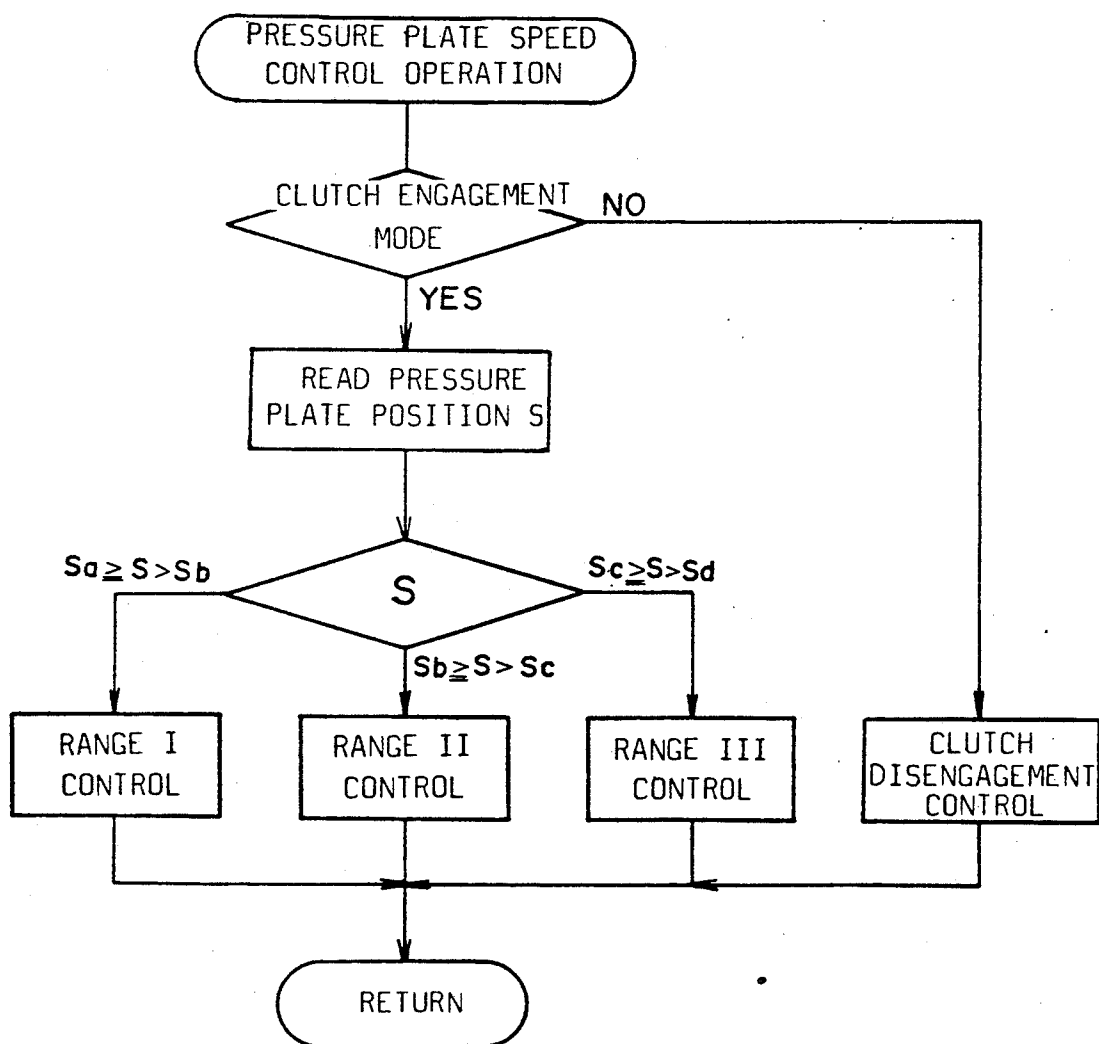 PRESSURE PLATE SPEED
CONTROL OPERATION
CLUTCH ENGAGEMENT
MODE
NO
YES
READ PRESSURE
PLATE POSITION S
Sa≥S>Sb
S
Sc≥S>Sd
Sb≥S>Sc
RANGE I
CONTROL
RANGE II
CONTROL
RANGE III
CONTROL
CLUTCH
DISENGAGEMENT
CONTROL
RETURN